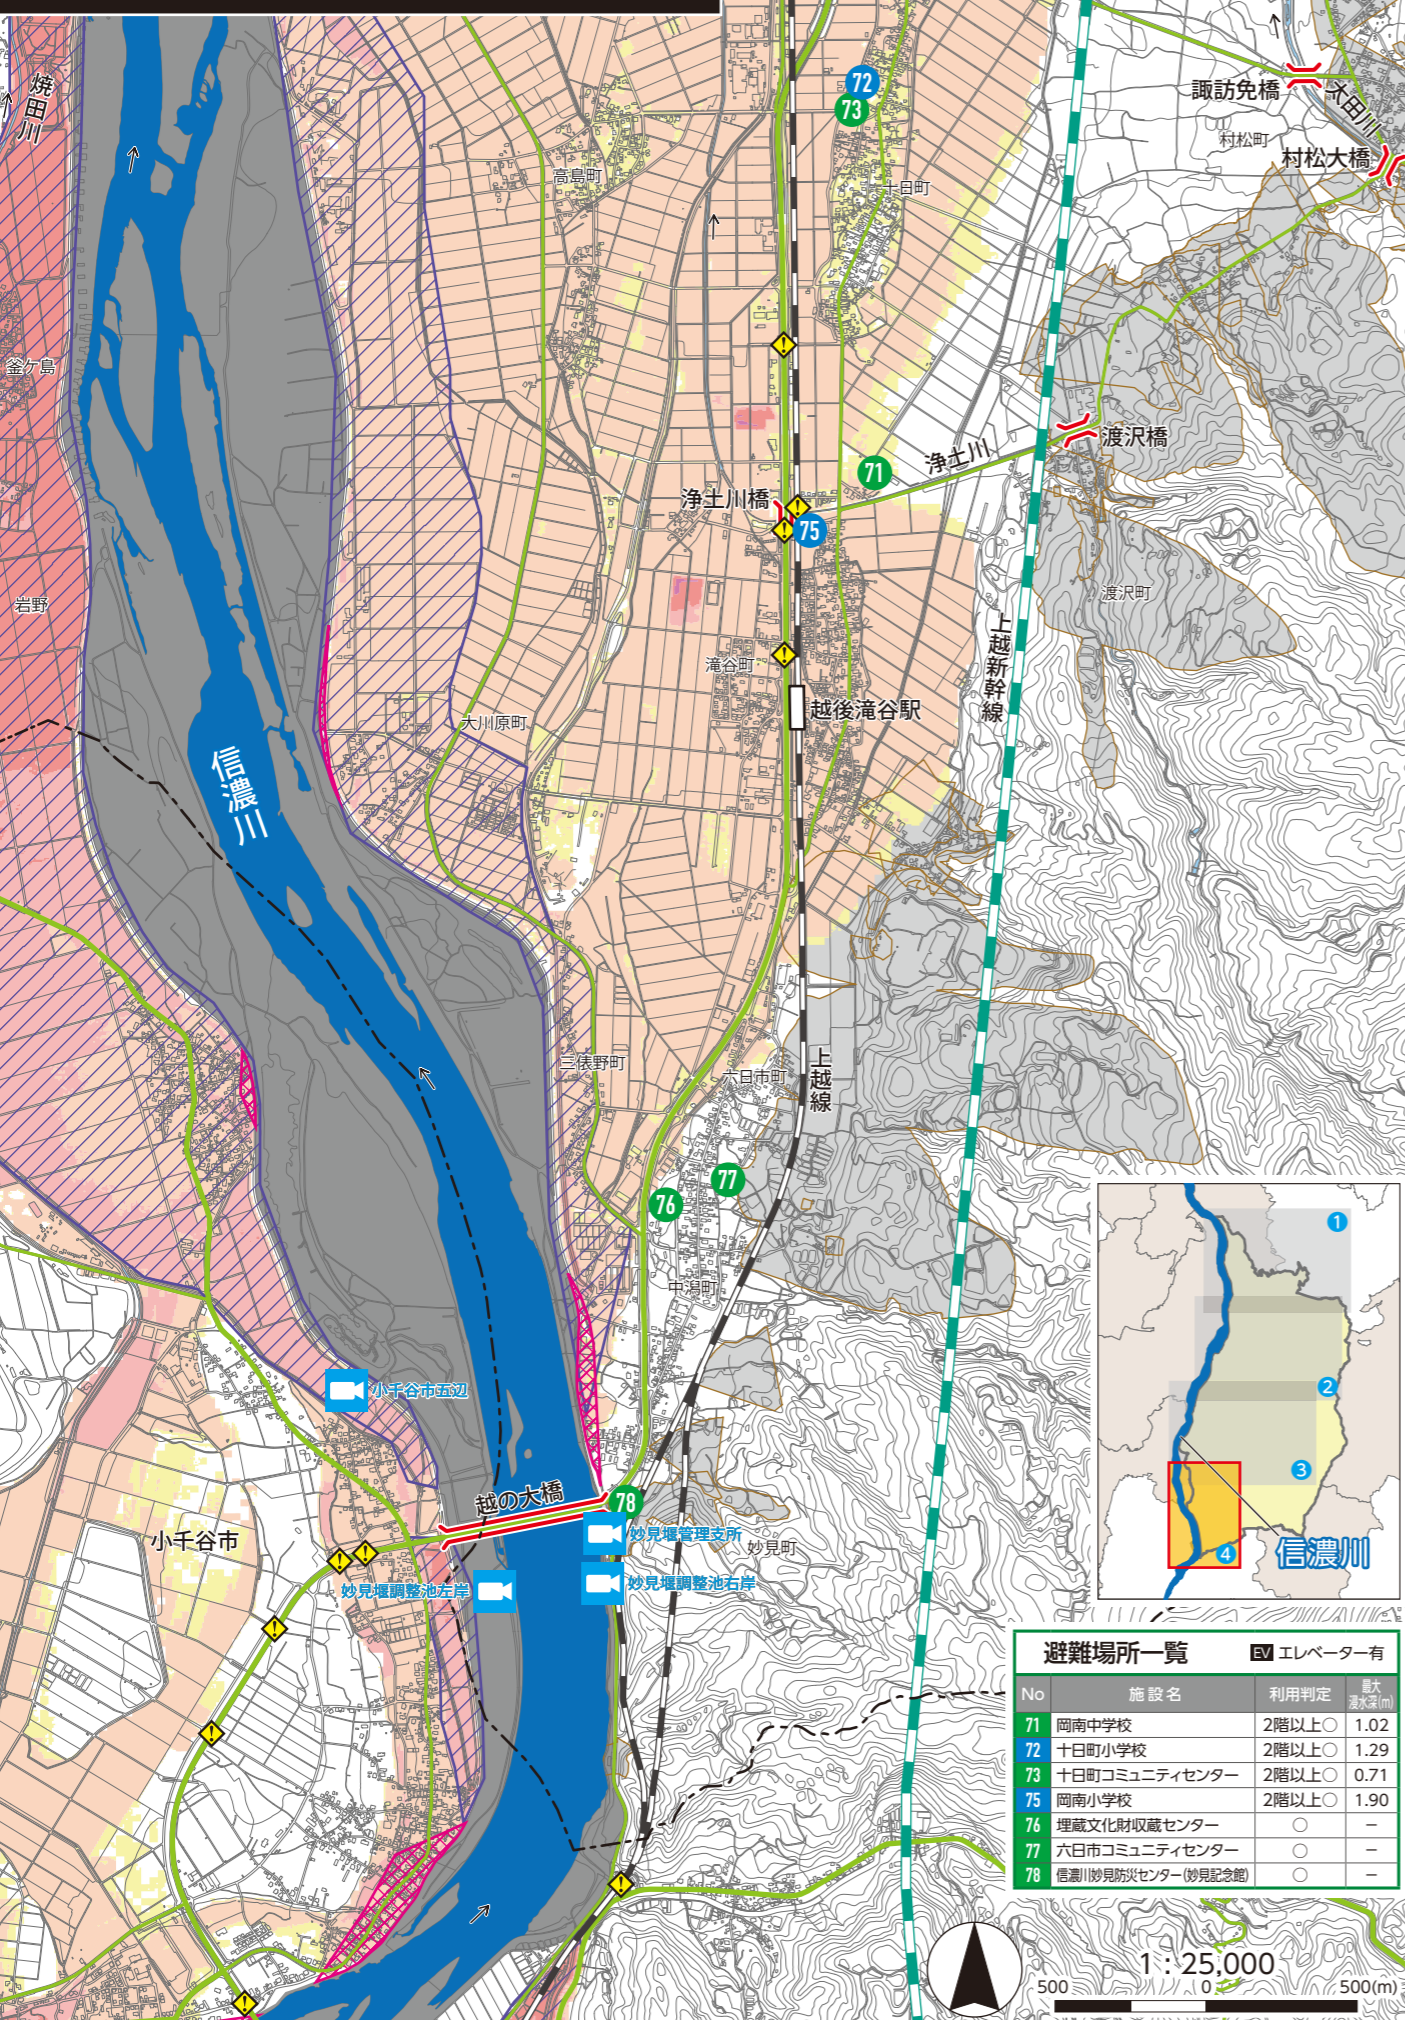 焼田川
72
73
諏訪免橋
太田川
村松町
村松大橋
高島町
十日町
釜ケ島
渡沢橋
浄土川
71
浄土川橋
75
渡沢町
岩野
上越新幹線
滝谷町
越後滝谷駅
大川原町
信濃川
三俵野町
六日市町
上越線
77
76
中潟町
小千谷市五辺
越の大橋
78
妙見堰管理支所
小千谷市
妙見町
妙見堰調整池左岸
妙見堰調整池右岸
1
2
3
4
信濃川
避難場所一覧 EV エレベーター有
No 施設名 利用判定 最大浸水深(m)
71 岡南中学校 2階以上○ 1.02
72 十日町小学校 2階以上○ 1.29
73 十日町コミュニティセンター 2階以上○ 0.71
75 岡南小学校 2階以上○ 1.90
76 埋蔵文化財収蔵センター ○ −
77 六日市コミュニティセンター ○ −
78 信濃川妙見防災センター(妙見記念館) ○ −
1:25,000
500 0 500(m)